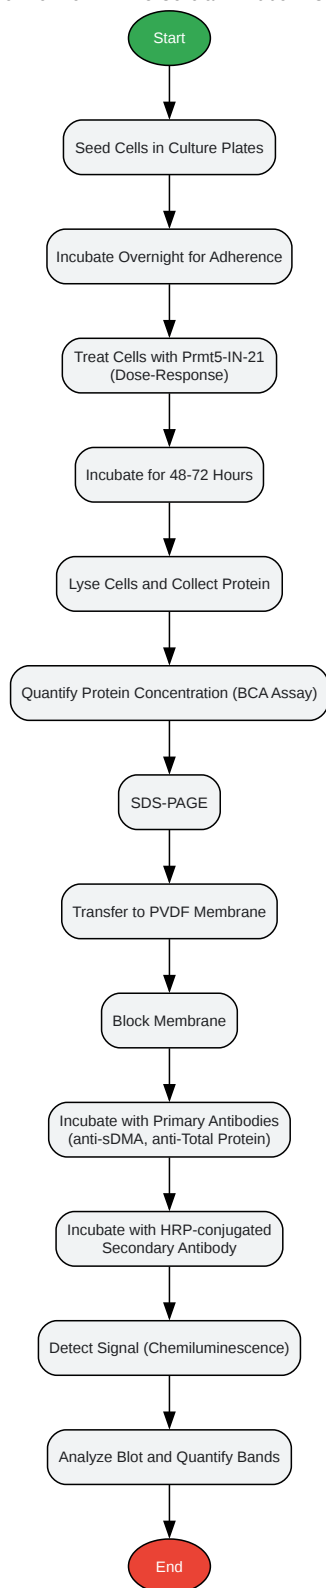 Start
Seed Cells in Culture Plates
Incubate Overnight for Adherence
Treat Cells with Prmt5-IN-21
(Dose-Response)
Incubate for 48-72 Hours
Lyse Cells and Collect Protein
Quantify Protein Concentration (BCA Assay)
SDS-PAGE
Transfer to PVDF Membrane
Block Membrane
Incubate with Primary Antibodies
(anti-sDMA, anti-Total Protein)
Incubate with HRP-conjugated
Secondary Antibody
Detect Signal (Chemiluminescence)
Analyze Blot and Quantify Bands
End